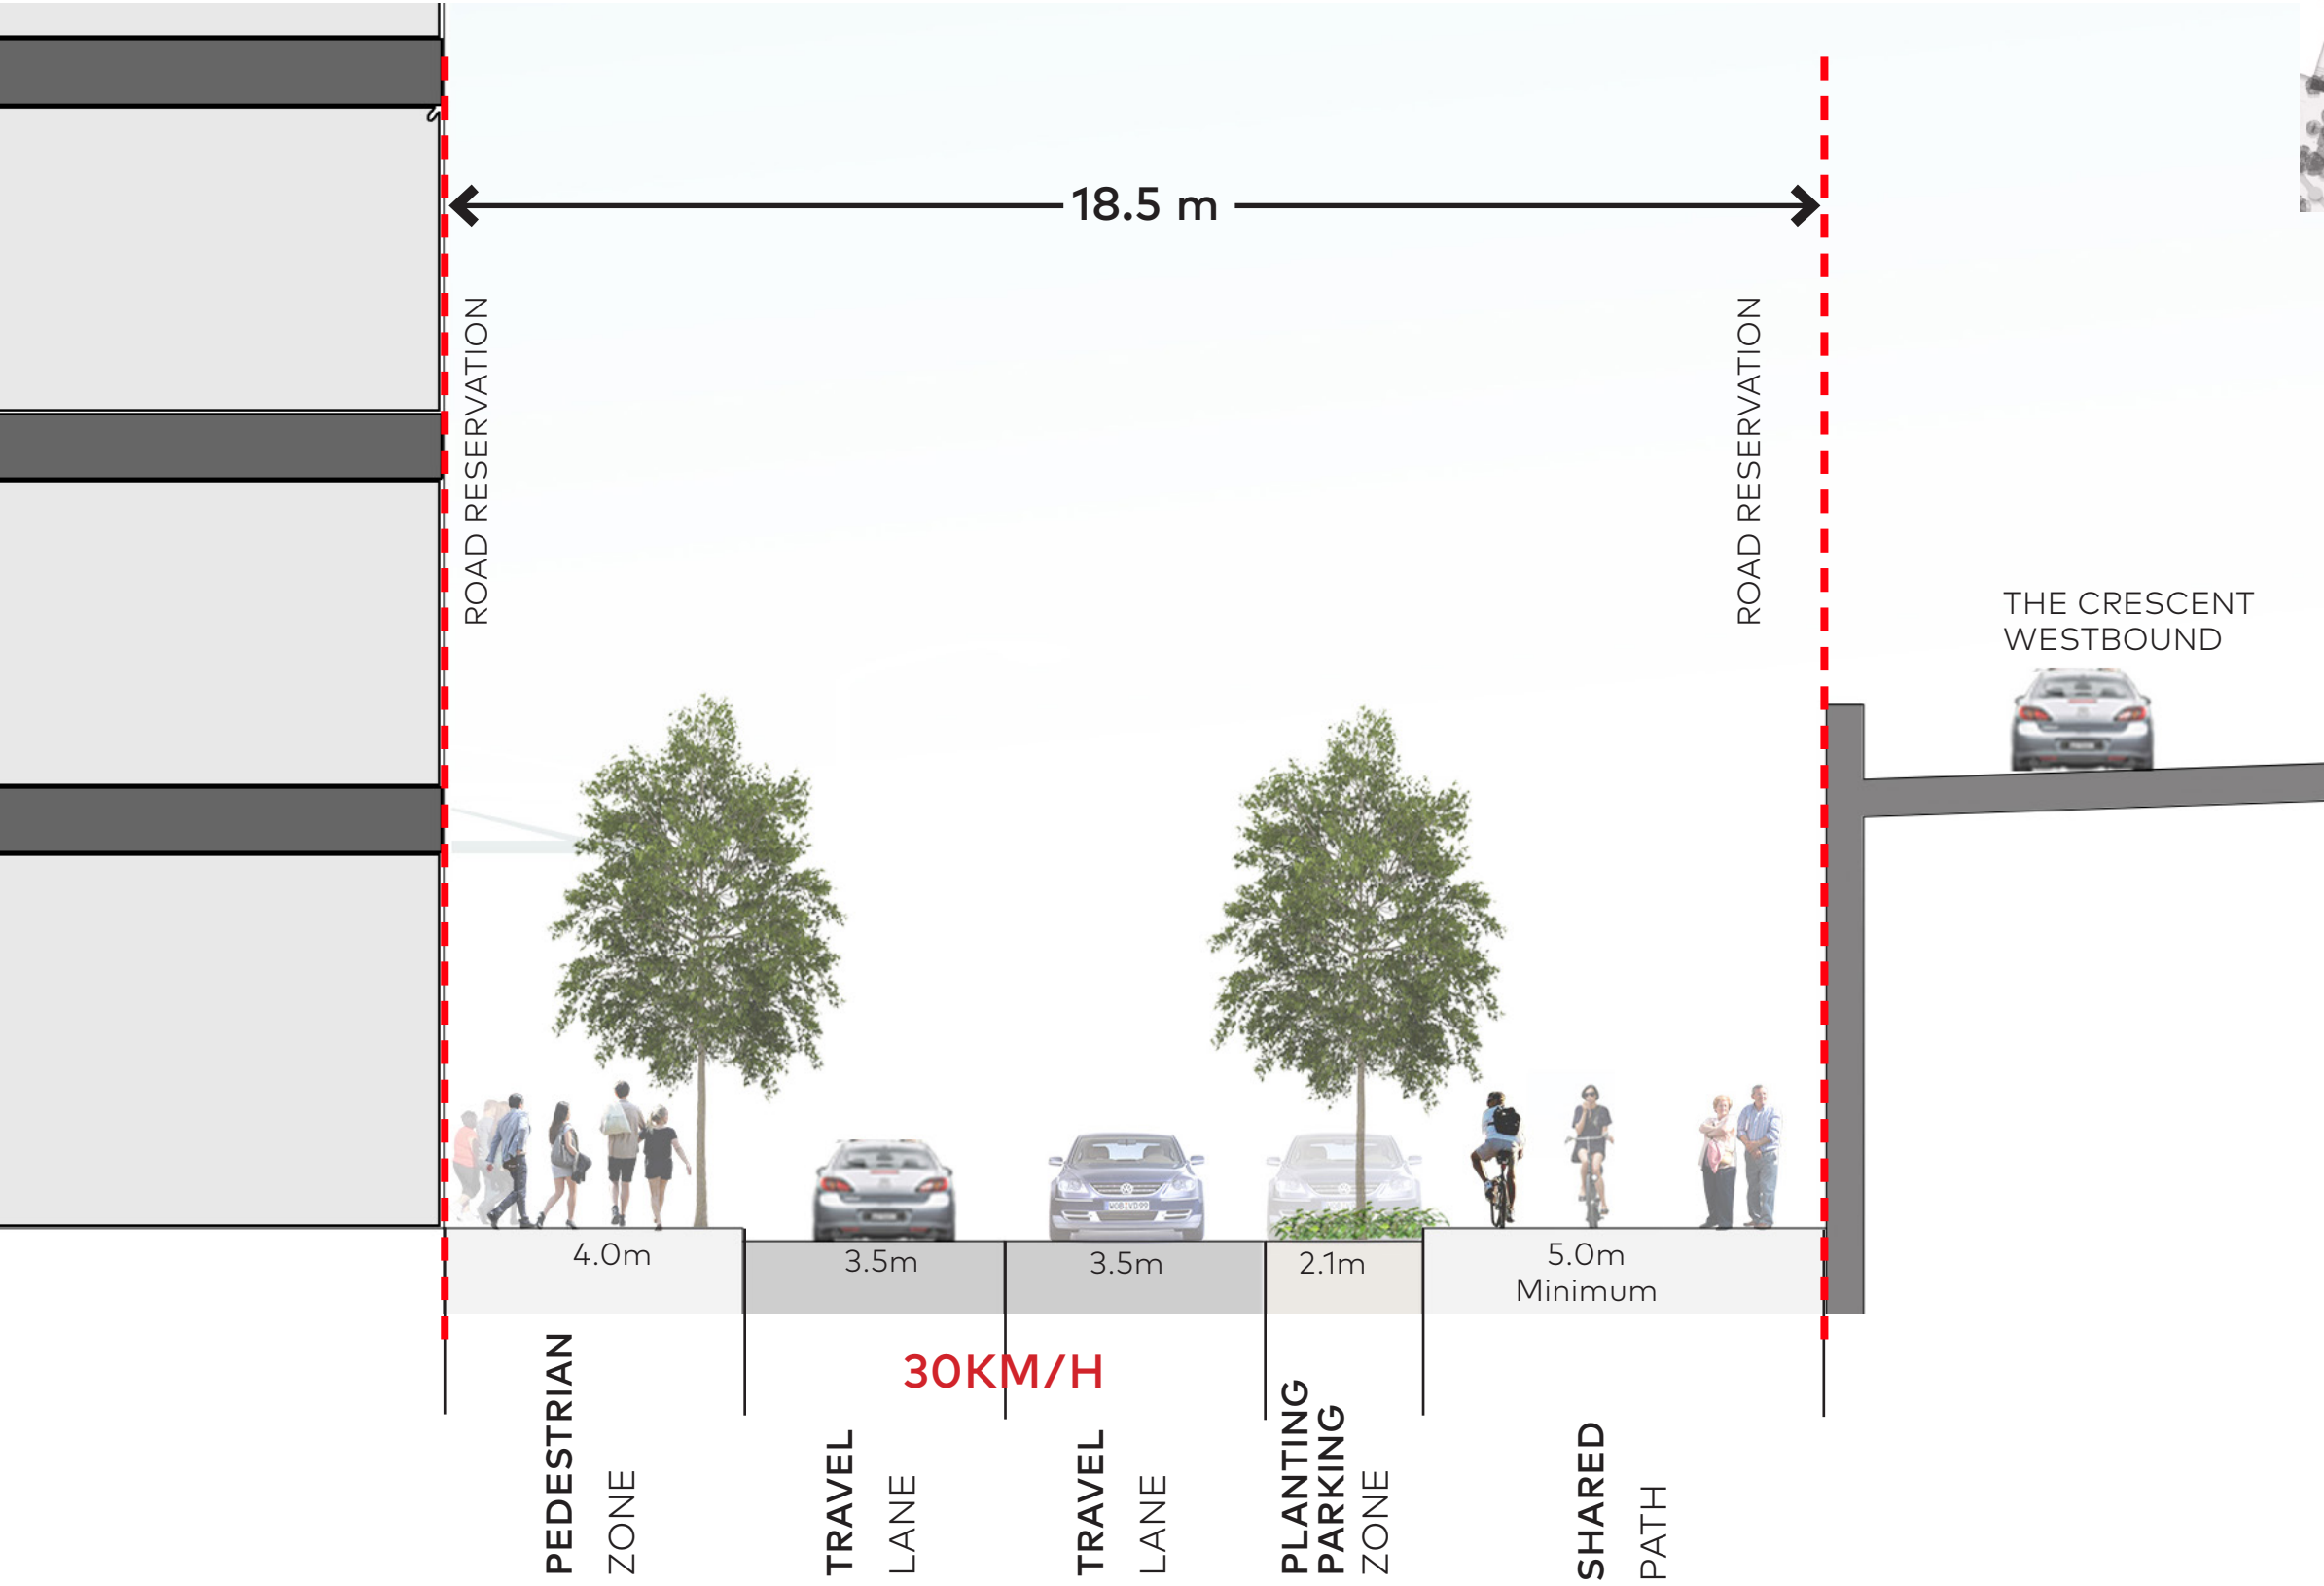 18.5 m
ROAD RESERVATION
ROAD RESERVATION
THE CRESCENT
WESTBOUND
4.0m
3.5m
3.5m
2.1m
5.0m
Minimum
30KM/H
PEDESTRIAN
ZONE
TRAVEL
LANE
TRAVEL
LANE
PLANTING
PARKING
ZONE
SHARED
PATH